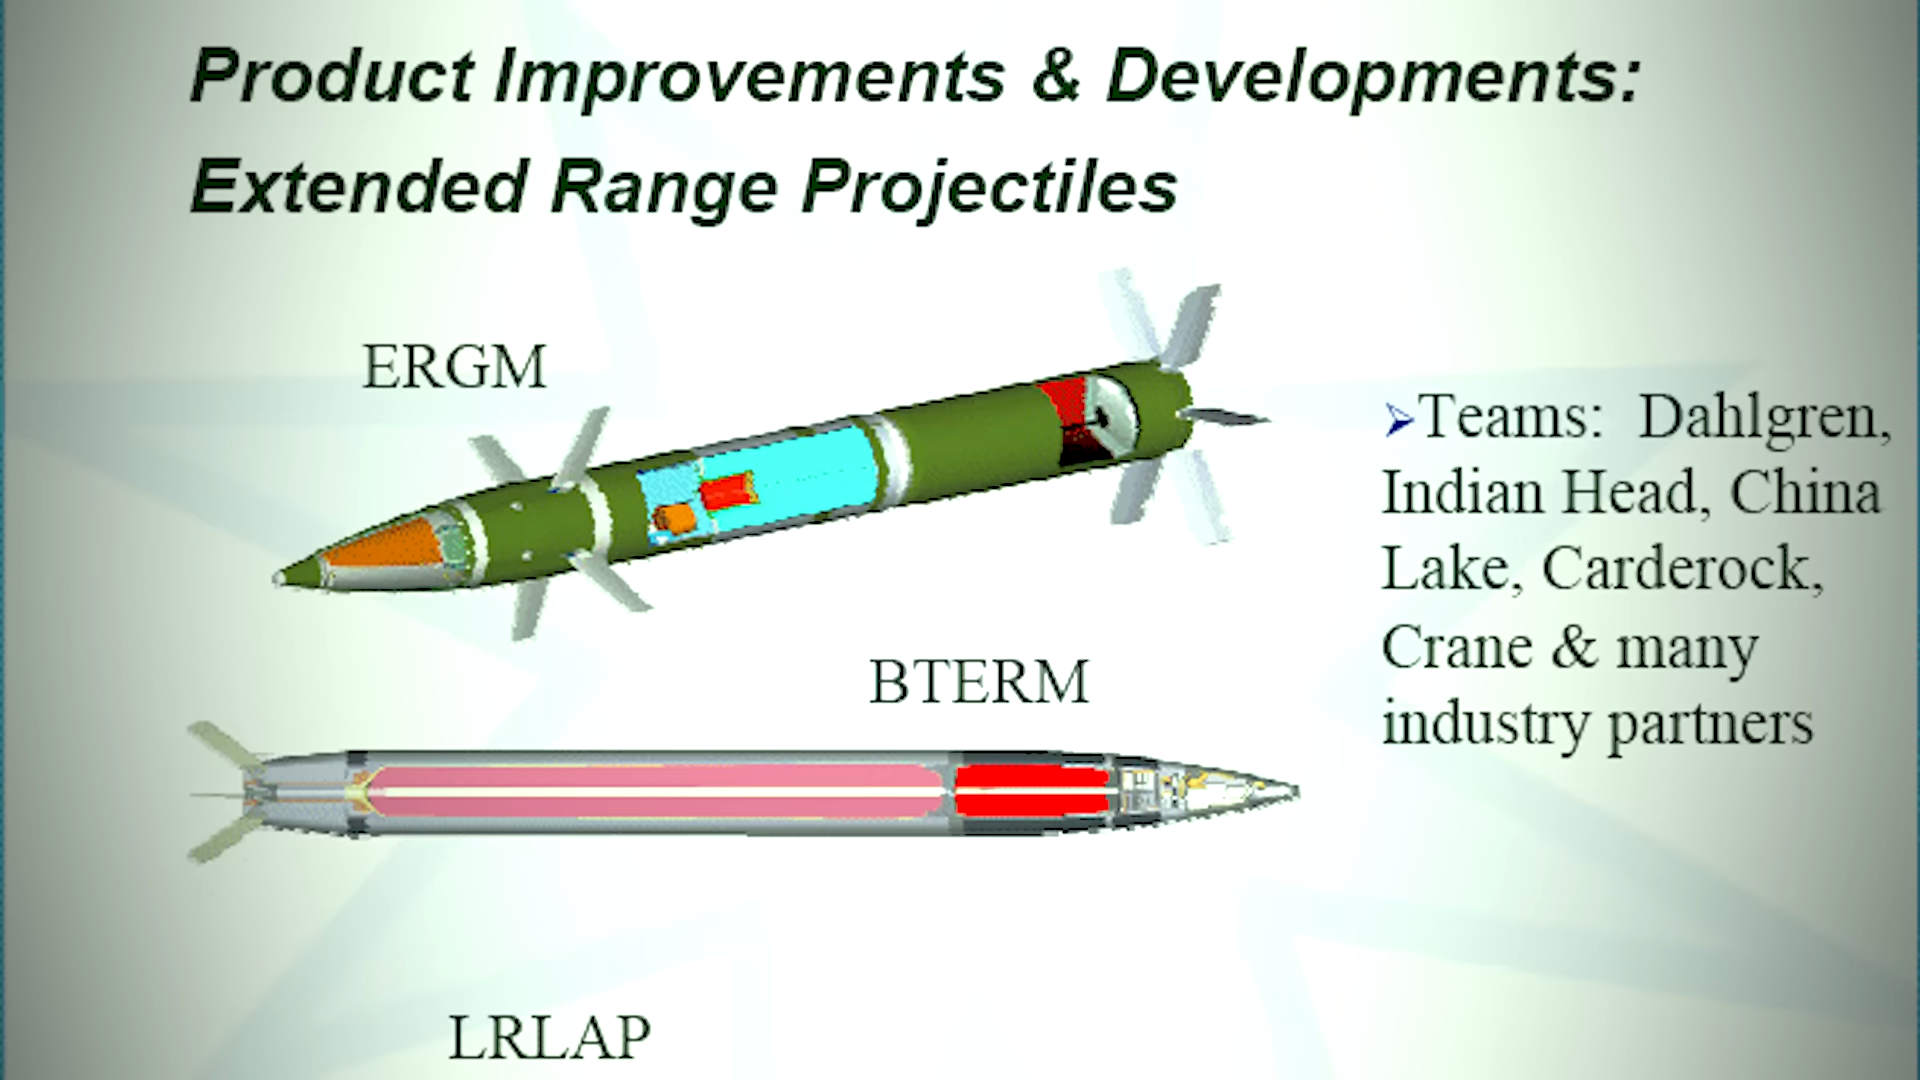 Product Improvements & Developments:
Extended Range Projectiles
ERGM
➢Teams: Dahlgren,
Indian Head, China
Lake, Carderock,
Crane & many
industry partners
BTERM
LRLAP